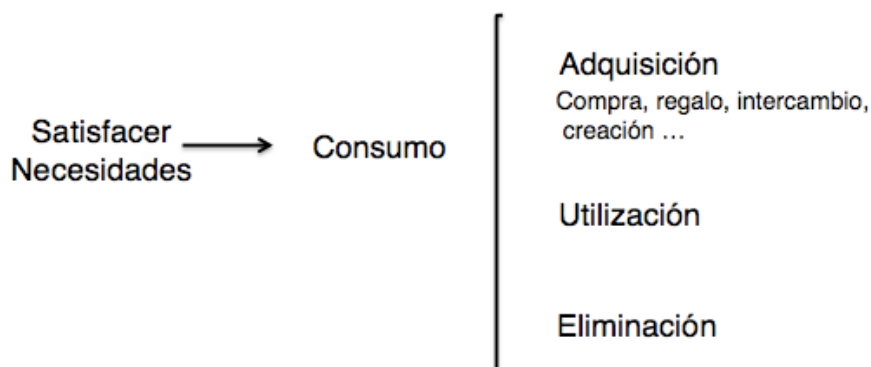 Satisfacer
Necesidades
Consumo
Adquisición
Compra, regalo, intercambio,
creación ...
Utilización
Eliminación